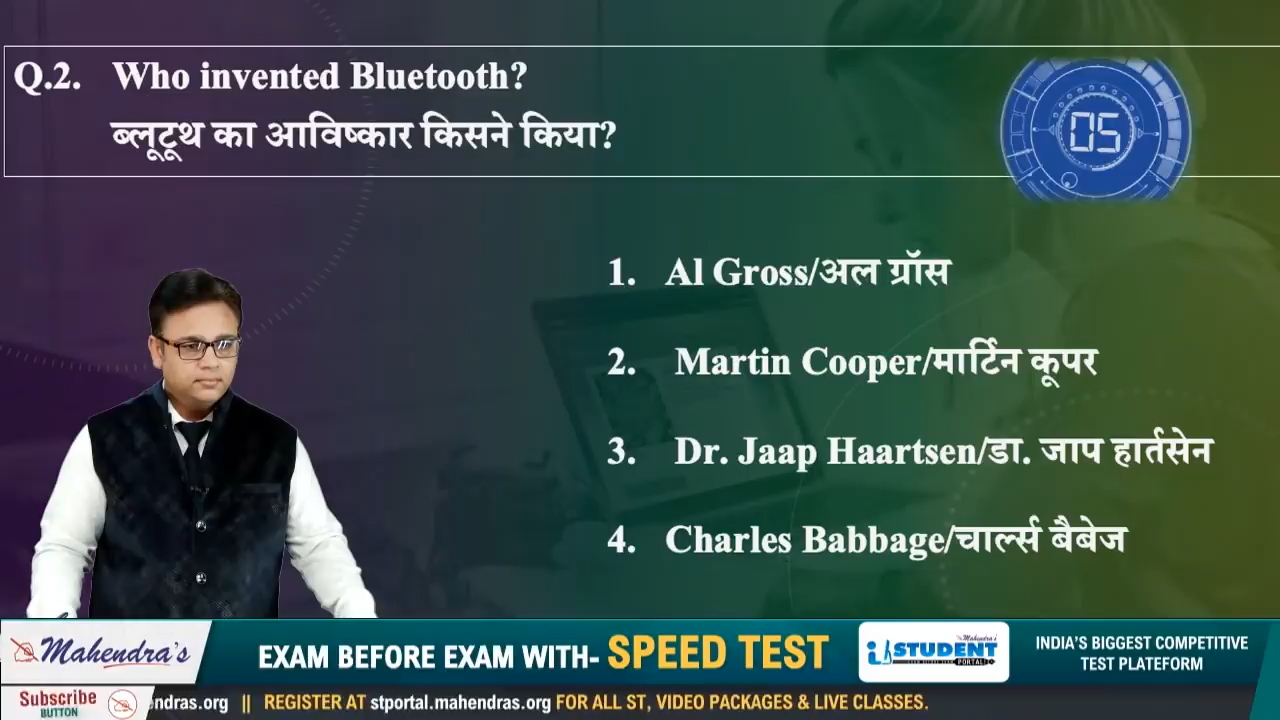 Q.2. Who invented Bluetooth?
ब्लूटूथ का आविष्कार किसने किया?
05
1. Al Gross/अल ग्रॉस
2. Martin Cooper/मार्टिन कूपर
3. Dr. Jaap Haartsen/डा. जाप हार्तसेन
4. Charles Babbage/चार्ल्स बैबेज
Mahendra's
EXAM BEFORE EXAM WITH- SPEED TEST
Mahendra's
STUDENT
PORTAL
INDIA'S BIGGEST COMPETITIVE
TEST PLATEFORM
Subscribe
BUTTON
endras.org || REGISTER AT stportal.mahendras.org FOR ALL ST, VIDEO PACKAGES & LIVE CLASSES.